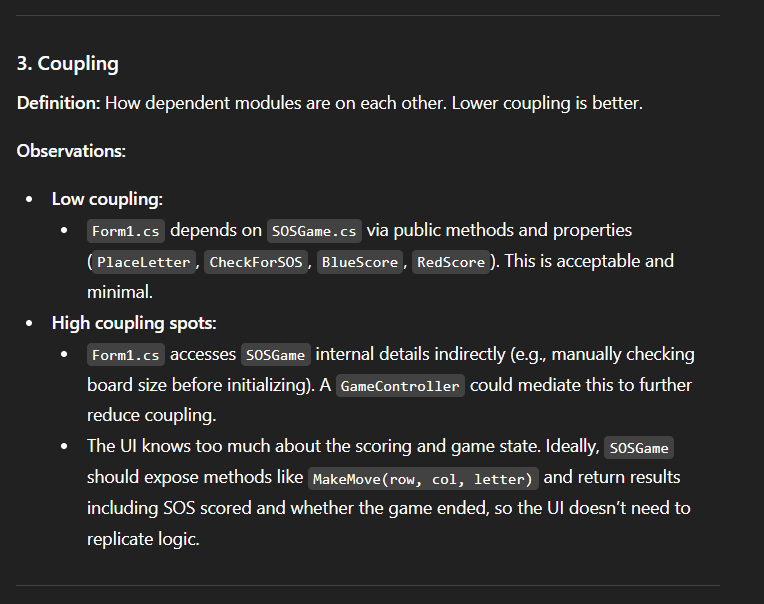 3. Coupling
Definition: How dependent modules are on each other. Lower coupling is better.
Observations:
• Low coupling:
• Form1.cs depends on SOSGame.cs via public methods and properties
(PlaceLetter, CheckForSOS, BlueScore, RedScore). This is acceptable and
minimal.
• High coupling spots:
• Form1.cs accesses SOSGame internal details indirectly (e.g., manually checking
board size before initializing). A GameController could mediate this to further
reduce coupling.
• The UI knows too much about the scoring and game state. Ideally, SOSGame
should expose methods like MakeMove(row, col, letter) and return results
including SOS scored and whether the game ended, so the UI doesn’t need to
replicate logic.